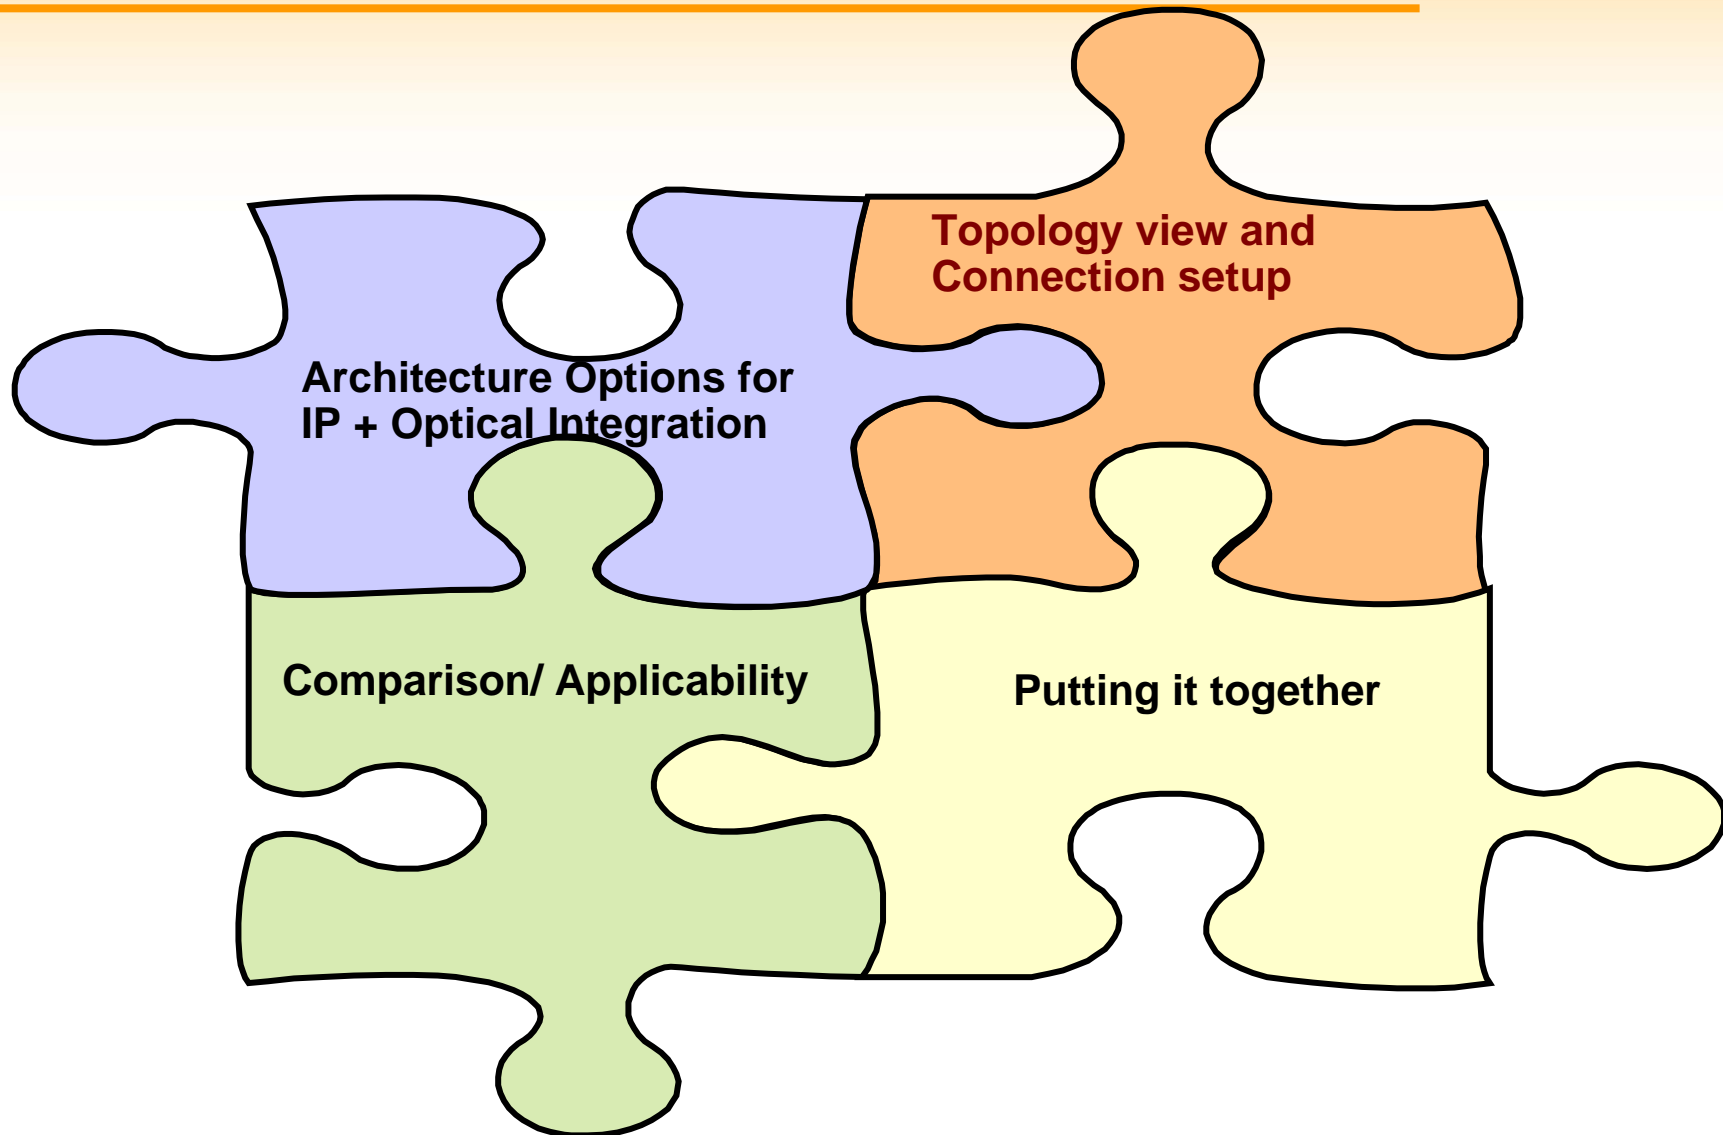 Topology view and
Connection setup
Architecture Options for
IP + Optical Integration
Comparison/ Applicability
Putting it together